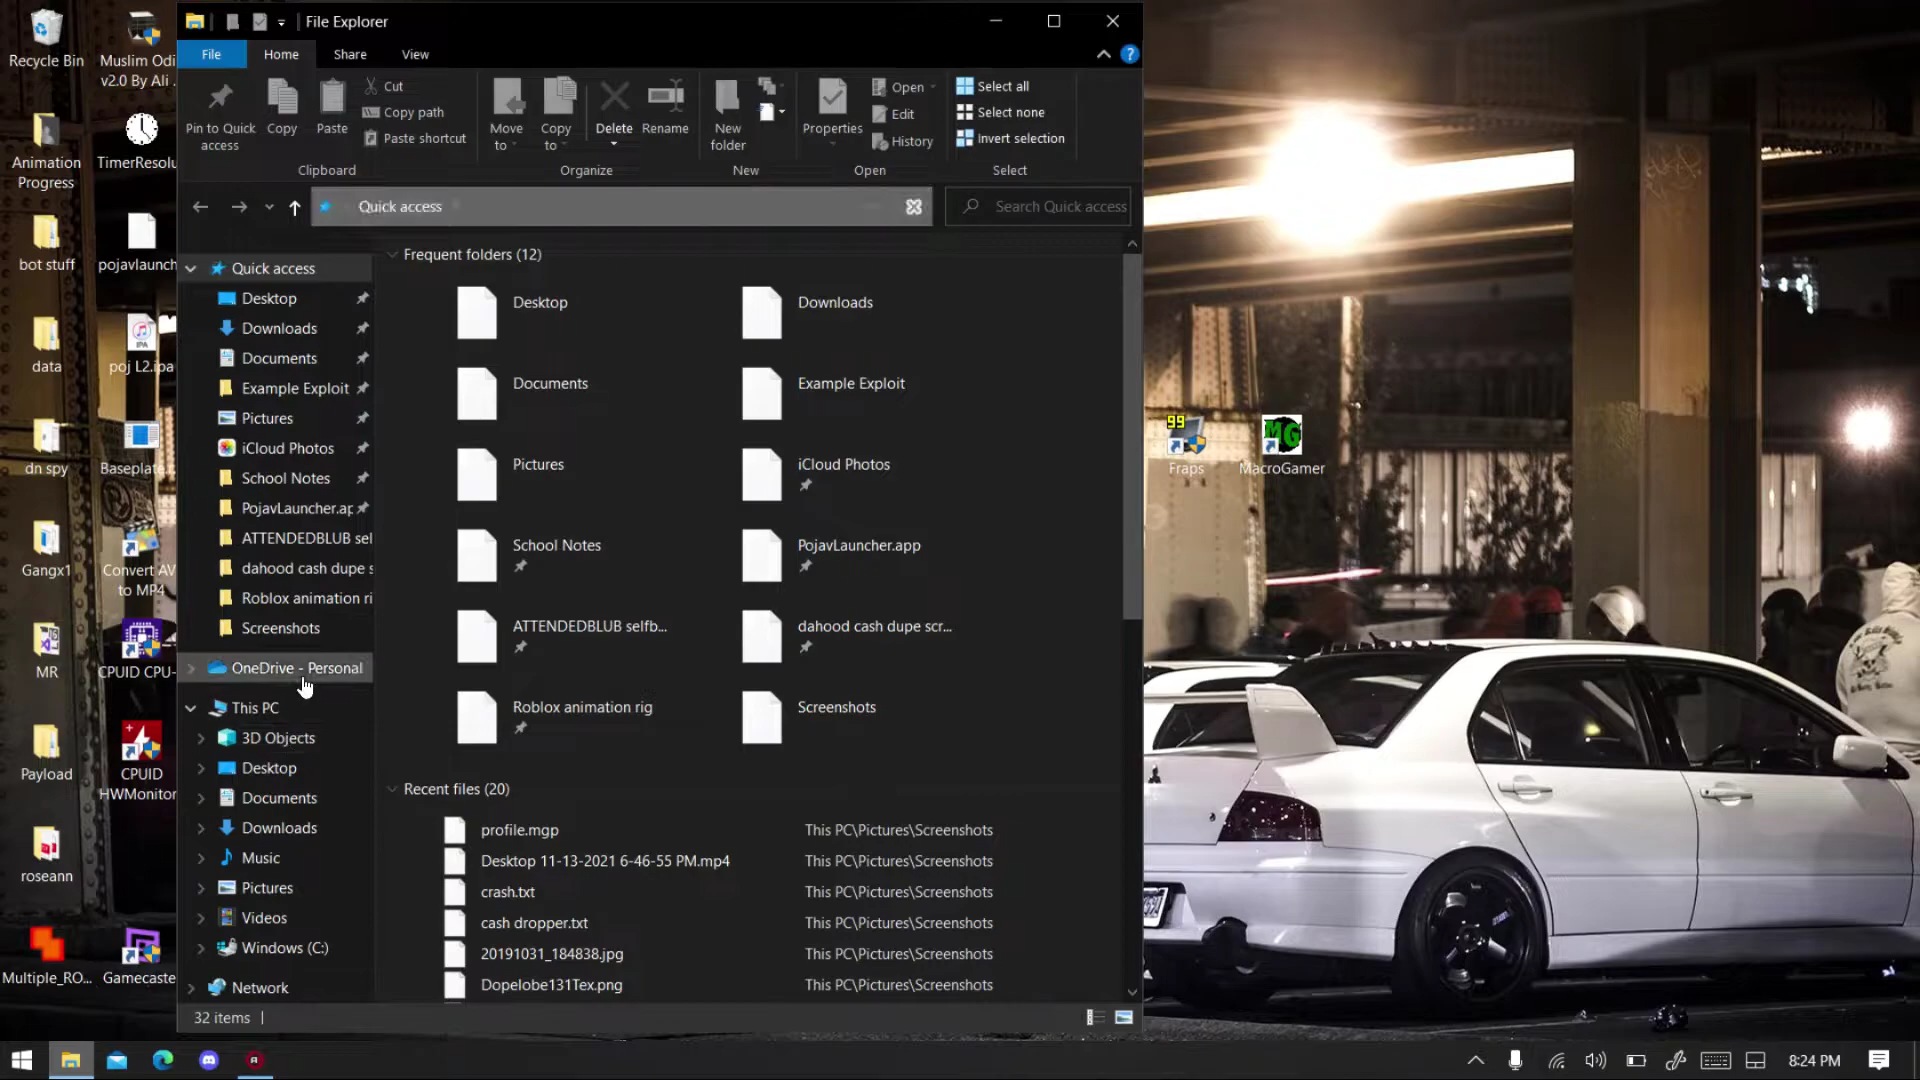 Recycle Bin
Muslim Odi
v2.0 By Ali .
Animation
Progress
TimerResolu
bot stuff
pojavlaunch
data
poj L2.ipa
dn spy
Baseplate.r
Gangx1
Convert AV
to MP4
MR
CPUID CPU-
Payload
CPUID
HWMonitor
roseann
Multiple_RO...
Gamecaste
File Explorer
File
Home
Share
View
Pin to Quick
access
Copy
Paste
Cut
Copy path
Paste shortcut
Clipboard
Move
to
Copy
to
Delete
Rename
Organize
New
folder
New
Properties
Open
Edit
History
Open
Select all
Select none
Invert selection
Select
Quick access
Search Quick access
Quick access
Desktop
Downloads
Documents
Example Exploit
Pictures
iCloud Photos
School Notes
PojavLauncher.ap
ATTENDEDBLUB sel
dahood cash dupe s
Roblox animation ri
Screenshots
OneDrive - Personal
This PC
3D Objects
Desktop
Documents
Downloads
Music
Pictures
Videos
Windows (C:)
Network
Frequent folders (12)
Desktop
Downloads
Documents
Example Exploit
Pictures
iCloud Photos
School Notes
PojavLauncher.app
ATTENDEDBLUB selfb...
dahood cash dupe scr...
Roblox animation rig
Screenshots
Recent files (20)
profile.mgp This PC\Pictures\Screenshots
Desktop 11-13-2021 6-46-55 PM.mp4 This PC\Pictures\Screenshots
crash.txt This PC\Pictures\Screenshots
cash dropper.txt This PC\Pictures\Screenshots
20191031_184838.jpg This PC\Pictures\Screenshots
Dopelobe131Tex.png This PC\Pictures\Screenshots
32 items
99
Fraps
MG
MacroGamer
IPA
8:24 PM